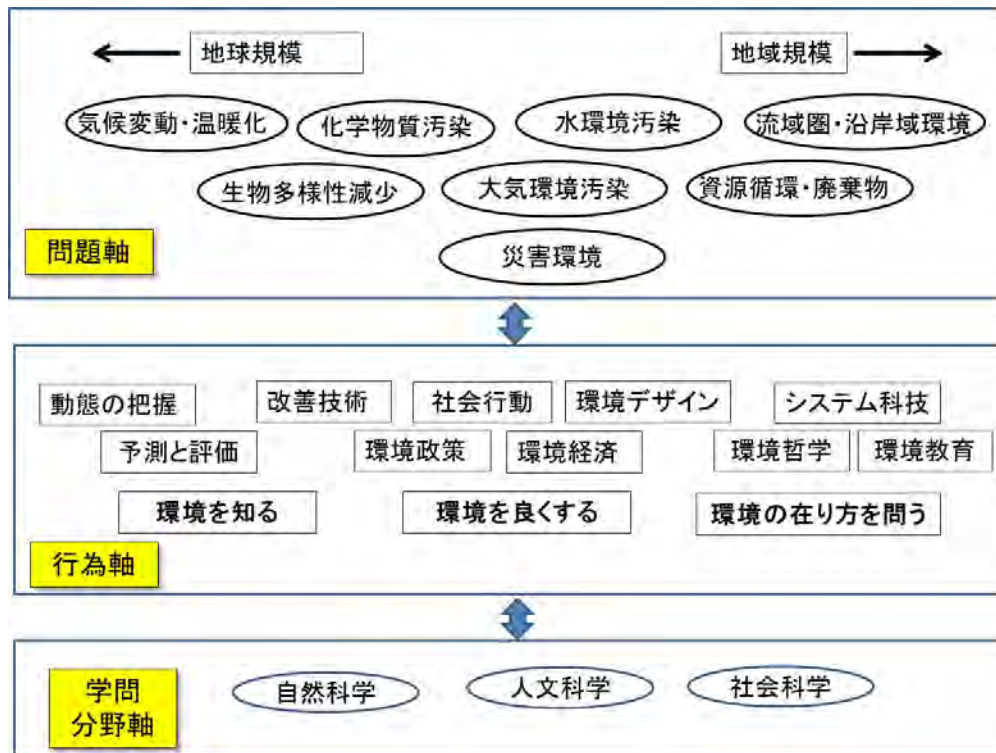 地球規模
地域規模
気候変動・温暖化
化学物質汚染
水環境汚染
流域圏・沿岸域環境
生物多様性減少
大気環境汚染
資源循環・廃棄物
災害環境
問題軸
動態の把握
改善技術
社会行動
環境デザイン
システム科技
予測と評価
環境政策
環境経済
環境哲学
環境教育
環境を知る
環境を良くする
環境の在り方を問う
行為軸
学問
分野軸
自然科学
人文科学
社会科学